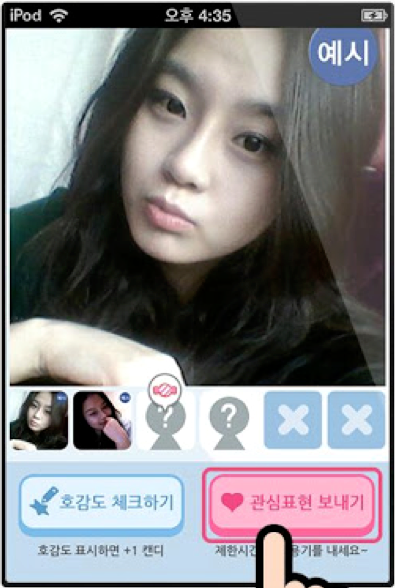 iPod 오후 4:35
예시
호감도 체크하기
관심표현 보내기
호감도 표시하면 +1 캔디
제한시간 용기를 내세요~